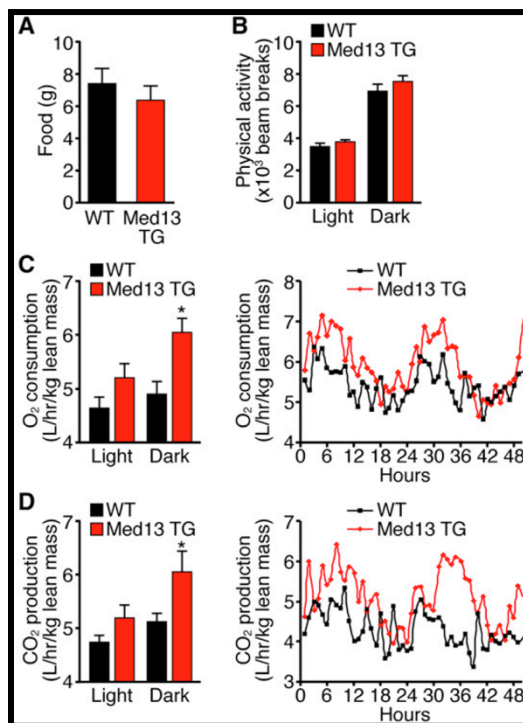 A
10
8
6
4
2
0
Food (g)
WT
Med13
TG
B
WT
Med13 TG
8
6
4
2
0
Physical activity
(x10³ beam breaks)
Light
Dark
C
WT
Med13 TG
7
6
5
4
O₂ consumption
(L/hr/kg lean mass)
*
Light
Dark
WT
Med13 TG
8
7
6
5
4
O₂ consumption
(L/hr/kg lean mass)
0 6 12 18 24 30 36 42 48
Hours
D
WT
Med13 TG
7
6
5
4
CO₂ production
(L/hr/kg lean mass)
*
Light
Dark
WT
Med13 TG
7
6
5
4
3
CO₂ production
(L/hr/kg lean mass)
0 6 12 18 24 30 36 42 48
Hours